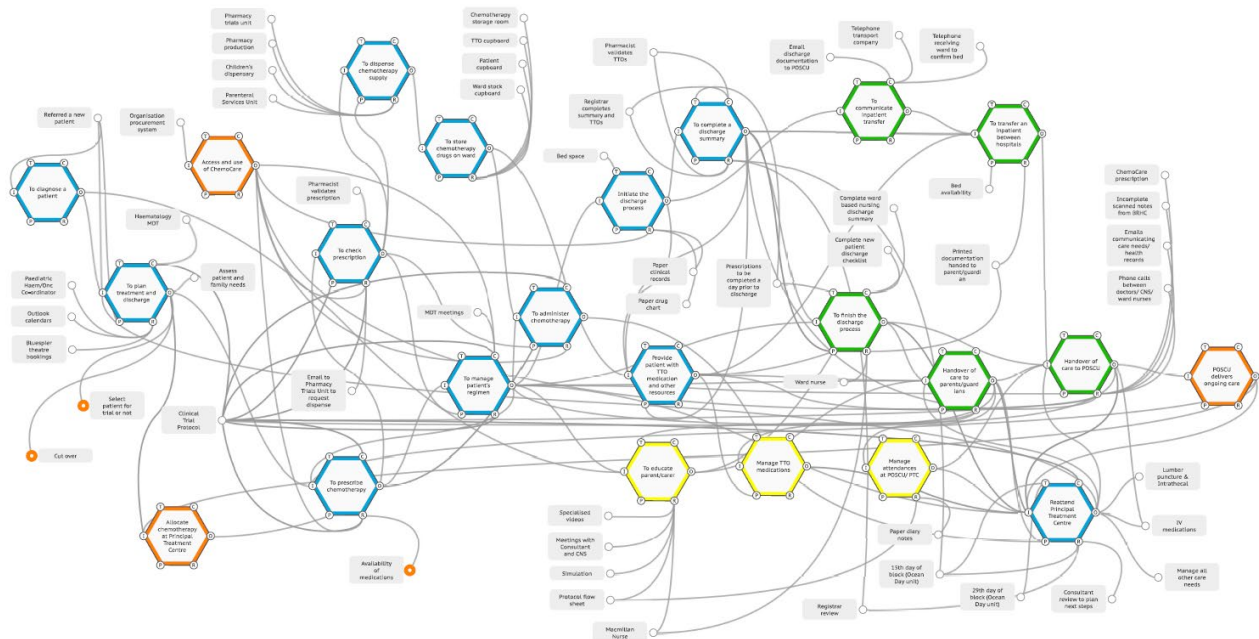 Pharmacy
trials unit
Pharmacy
production
Children's
dispensary
Parenteral
Services Unit
To dispense
chemotherapy
supply
Chemotherapy
storage room
TTO cupboard
Patient
cupboard
Ward stock
cupboard
To store
chemotherapy
drugs on ward
Pharmacist
validates
TTOs
Registrar
completes
summary and
TTOs
To complete a
discharge
summary
Email
discharge
documentation
to POSCU
Telephone
transport
company
Telephone
receiving
ward to
confirm bed
To
communicate
inpatient
transfer
To transfer an
inpatient
between
hospitals
Bed
availability
Referred a new
patient
Organisation
procurement
system
Access and use
of ChemoCare
To diagnose a
patient
Pharmacist
validates
prescription
Bed space
Initiate the
discharge
process
Haematology
MDT
To check
prescription
Complete ward
based nursing
discharge
summary
Complete new
patient
discharge
checklist
Printed
documentation
handed to
parent/guardi
an
ChemoCare
prescription
Incomplete
scanned notes
from BRHC
Emails
communicating
care needs/
health
records
Phone calls
between
doctors/ CNS/
ward nurses
Paediatric
Haem/Onc
Co-ordinator
Outlook
calendars
Bluespier
theatre
bookings
To plan
treatment and
discharge
Assess
patient and
family needs
Paper
clinical
records
Paper drug
chart
Prescriptions
to be
completed a
day prior to
discharge
MDT meetings
To administer
chemotherapy
To finish the
discharge
process
Email to
Pharmacy
Trials Unit to
request
dispense
To manage
patient's
regimen
Provide
patient with
TTO
medication
and other
resources
Ward nurse
Handover of
care to
parents/guard
ians
Handover of
care to POSCU
POSCU
delivers
ongoing care
Select
patient for
trial or not
Clinical
Trial
Protocol
Cut over
To prescribe
chemotherapy
Allocate
chemotherapy
at Principal
Treatment
Centre
Availability
of
medications
To educate
parent/carer
Manage TTO
medications
Manage
attendances
at POSCU/ PTC
Reattend
Principal
Treatment
Centre
Lumbar
puncture &
Intrathecal
IV
medications
Manage all
other care
needs
Specialised
videos
Meetings with
Consultant
and CNS
Simulation
Protocol flow
sheet
Macmillan
Nurse
Paper diary
notes
15th day of
block (Ocean
Day unit)
Registrar
review
29th day of
block (Ocean
Day unit)
Consultant
review to plan
next steps